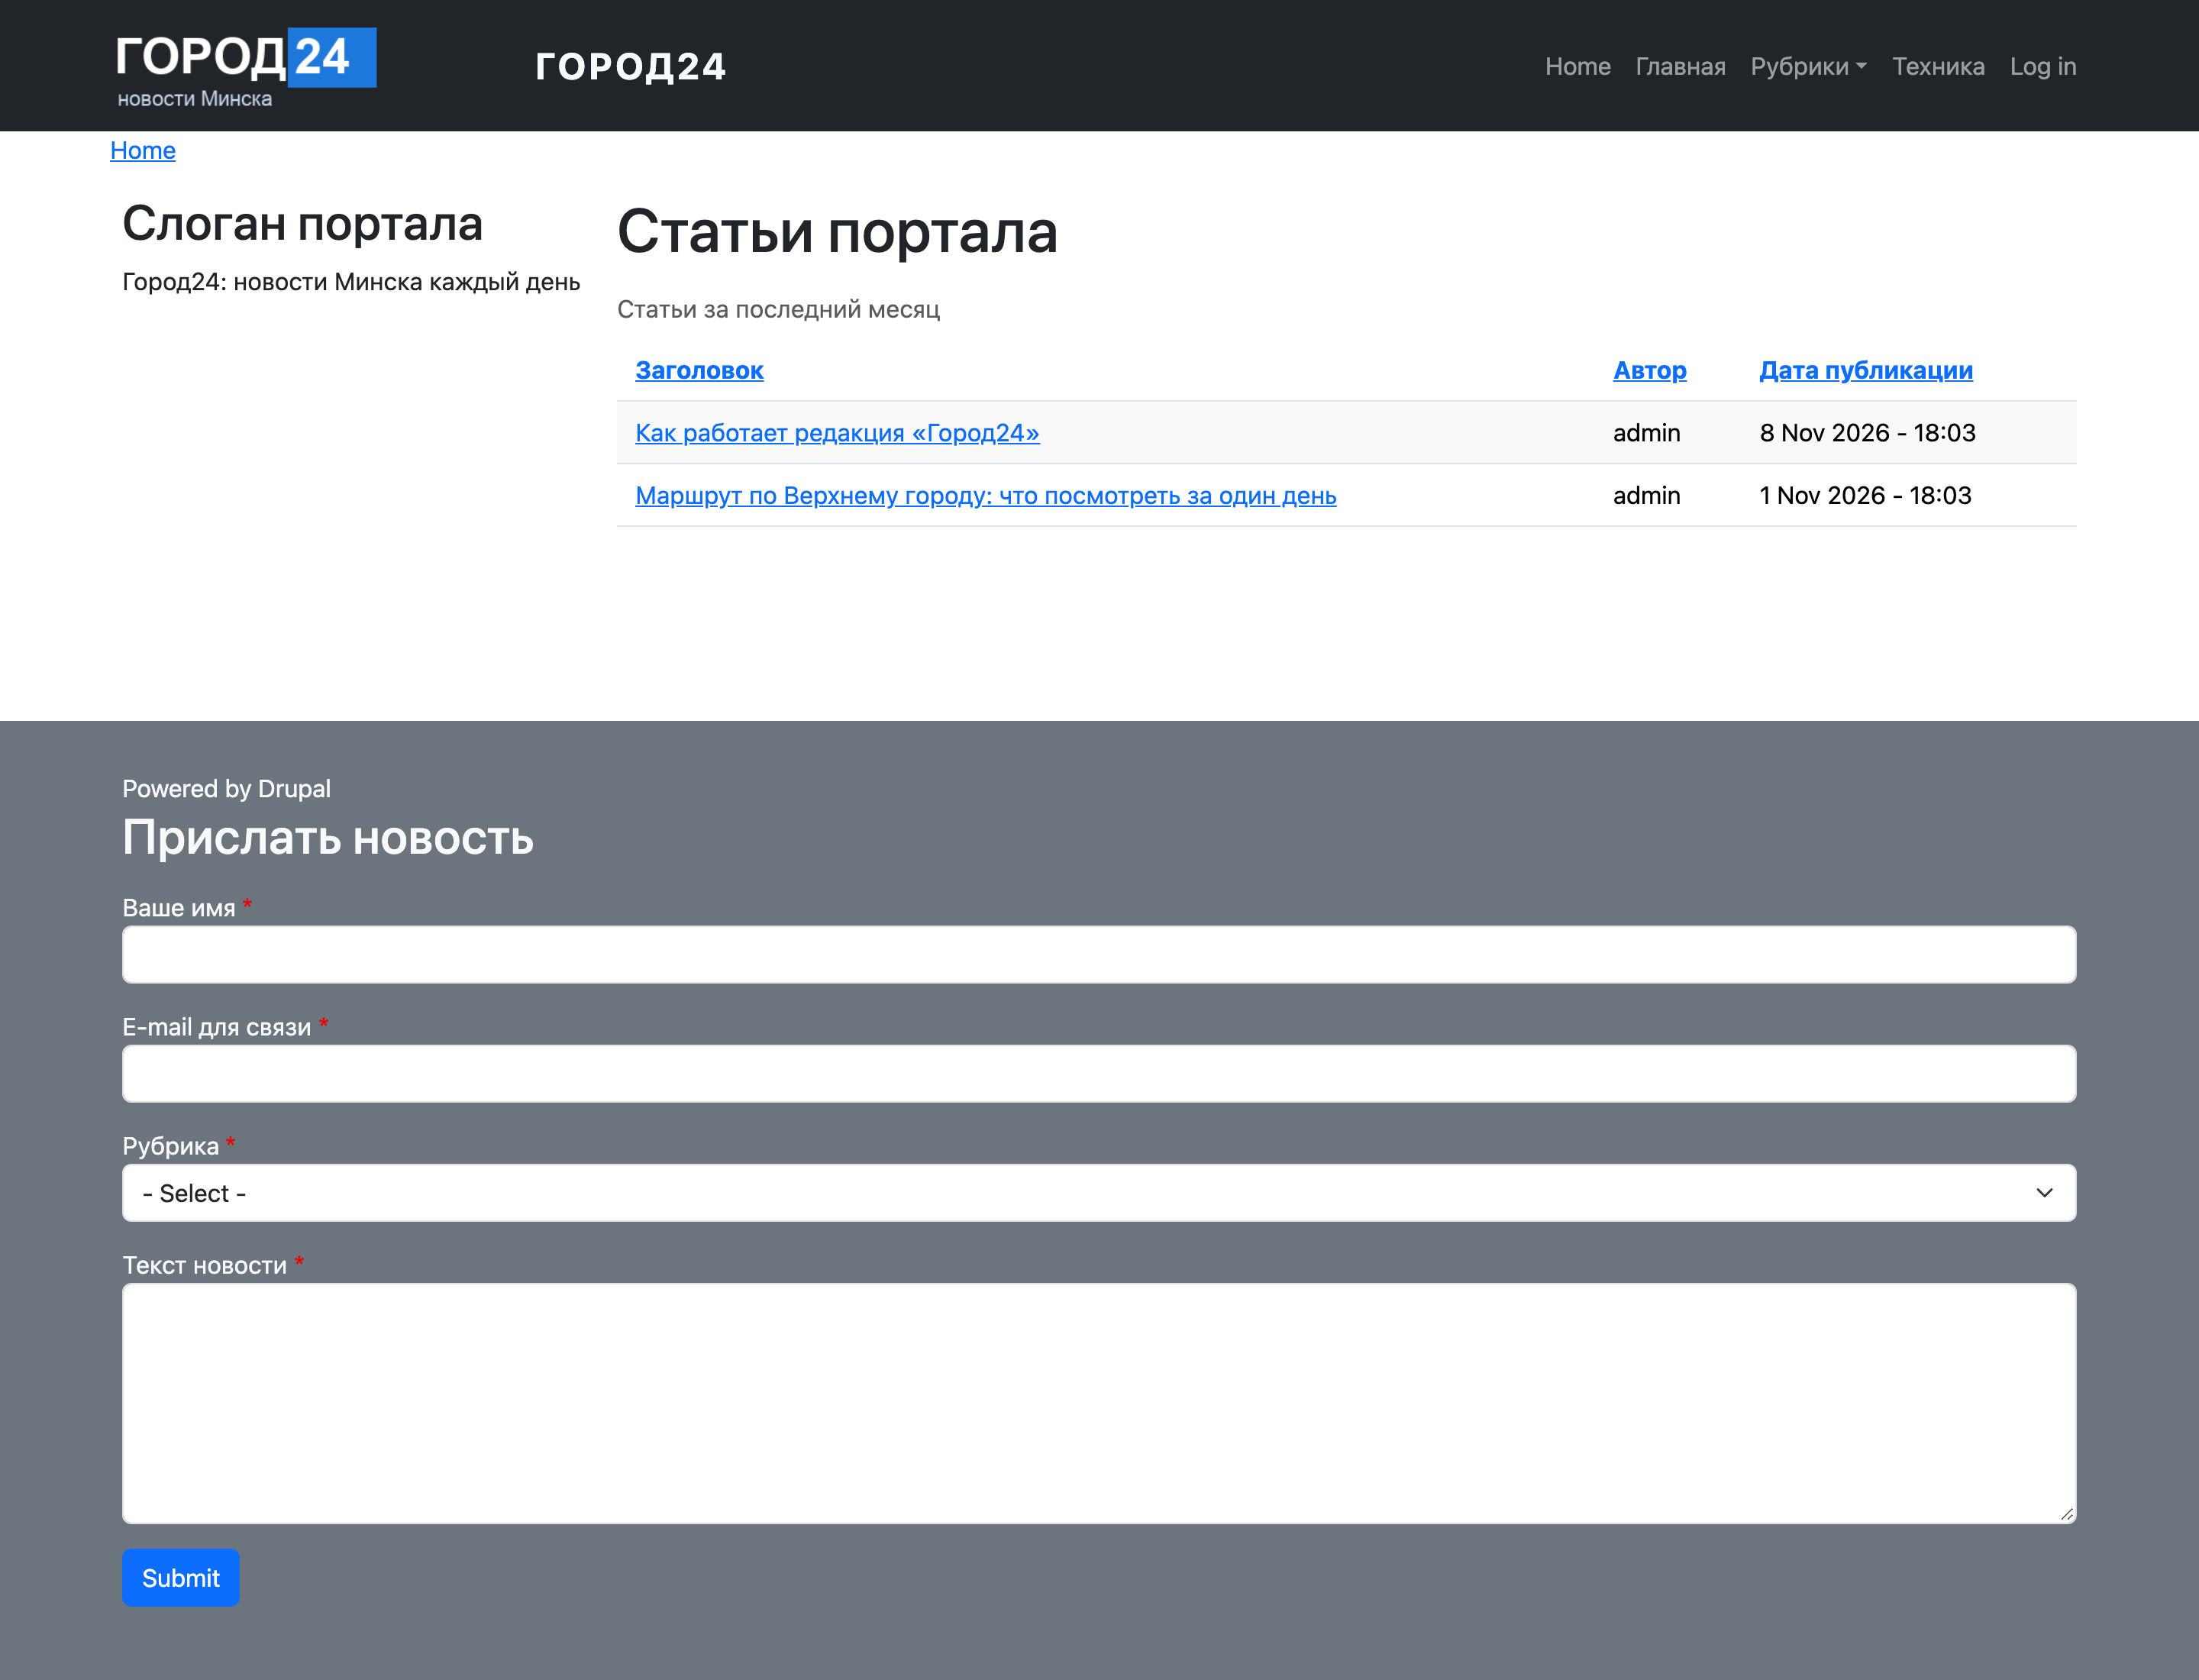 ГОРОД24
новости Минска
ГОРОД24
Home Главная Рубрики Техника Log in
Home
Слоган портала
Город24: новости Минска каждый день
Статьи портала
Статьи за последний месяц
Заголовок Автор Дата публикации
Как работает редакция «Город24» admin 8 Nov 2026 - 18:03
Маршрут по Верхнему городу: что посмотреть за один день admin 1 Nov 2026 - 18:03
Powered by Drupal
Прислать новость
Ваше имя *
E-mail для связи *
Рубрика *
- Select -
Текст новости *
Submit